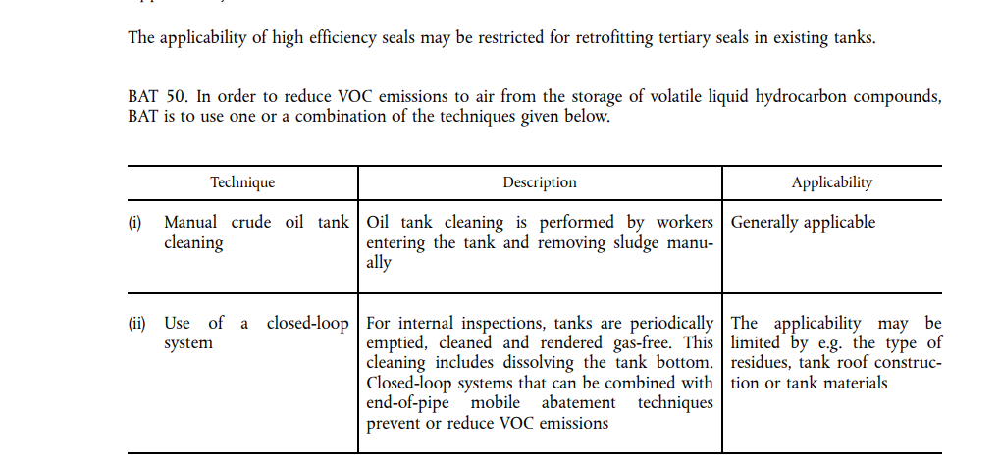 The applicability of high efficiency seals may be restricted for retrofitting tertiary seals in existing tanks.
BAT 50. In order to reduce VOC emissions to air from the storage of volatile liquid hydrocarbon compounds,
BAT is to use one or a combination of the techniques given below.
Technique
Description
Applicability
(i) Manual crude oil tank
cleaning
Oil tank cleaning is performed by workers
entering the tank and removing sludge manu-
ally
Generally applicable
(ii) Use of a closed-loop
system
For internal inspections, tanks are periodically
emptied, cleaned and rendered gas-free. This
cleaning includes dissolving the tank bottom.
Closed-loop systems that can be combined with
end-of-pipe mobile abatement techniques
prevent or reduce VOC emissions
The applicability may be
limited by e.g. the type of
residues, tank roof construc-
tion or tank materials